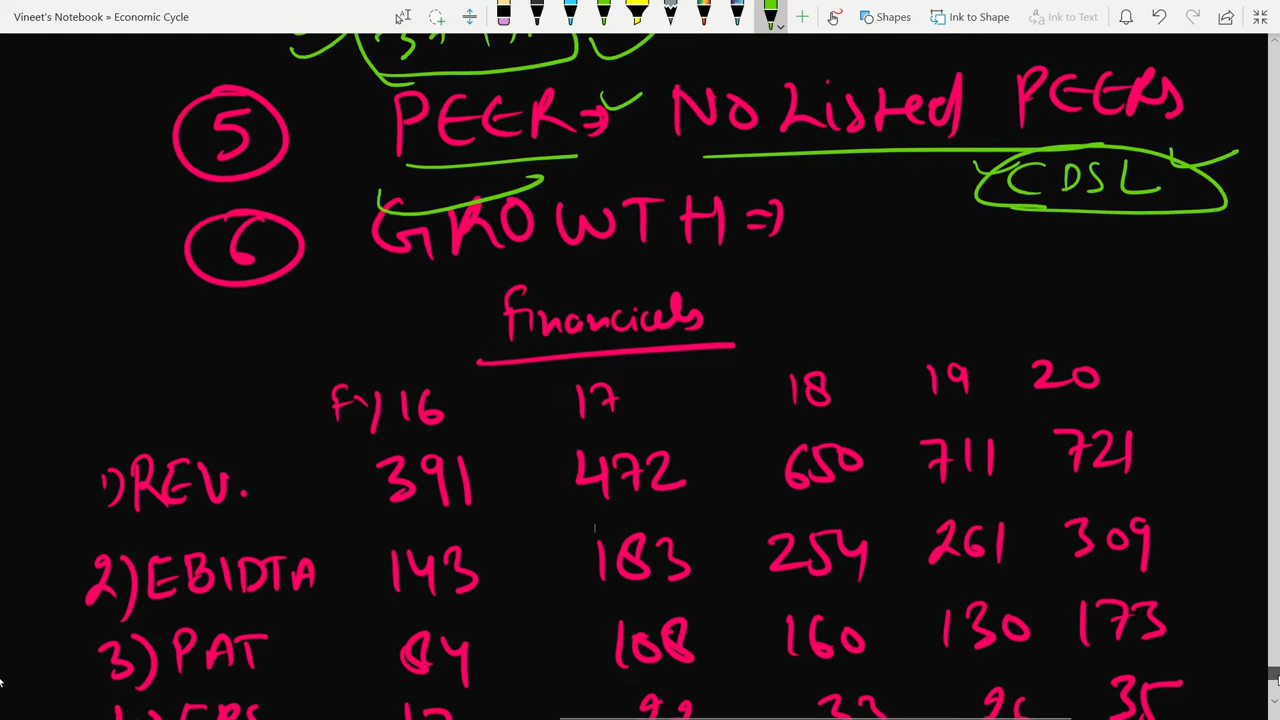 Vineet's Notebook » Economic Cycle
Shapes
Ink to Shape
Ink to Text
5 PEER ⇒ No Listed PEERs
CDSL
6 GROWTH ⇒
financials
Fy) 16 17 18 19 20
1) REV. 391 472 650 711 721
2) EBIDTA 143 183 254 261 309
3) PAT 84 108 160 130 173
35